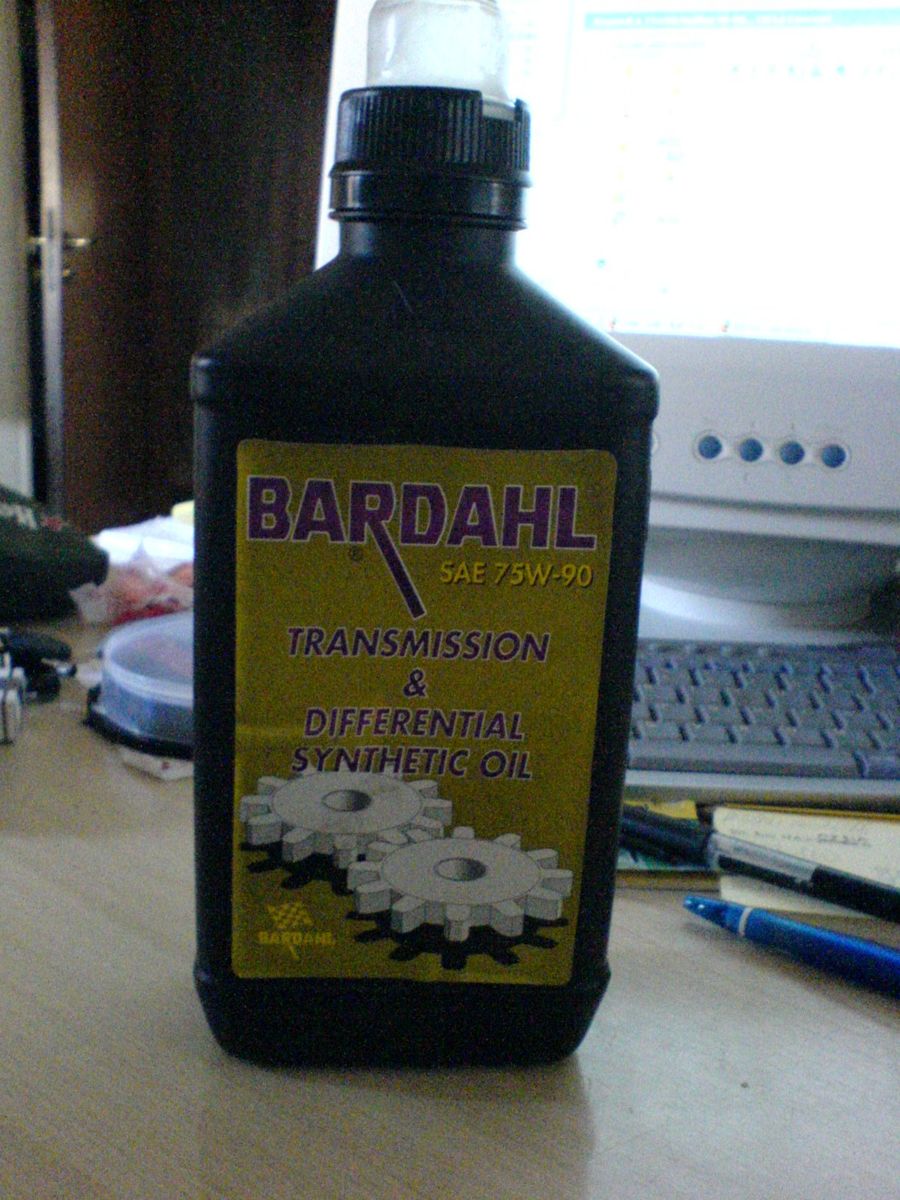 BARDAHL
®
SAE 75W-90
TRANSMISSION
&
DIFFERENTIAL
SYNTHETIC OIL
BARDAHL